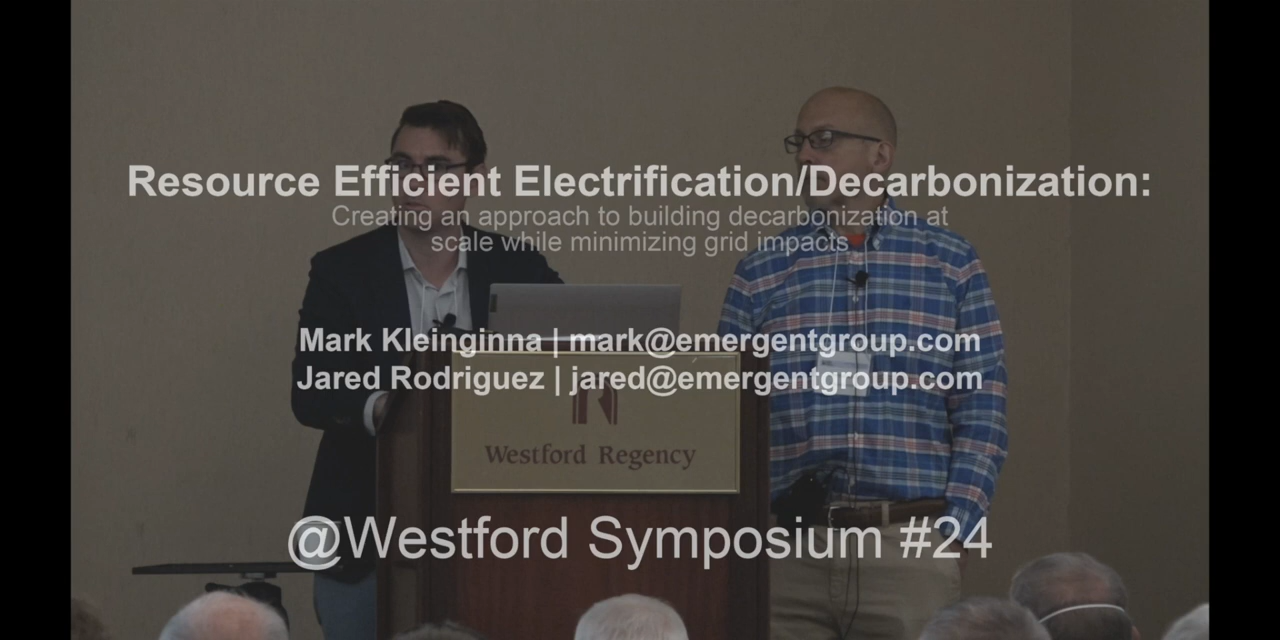 Resource Efficient Electrification/Decarbonization:
Creating an approach to building decarbonization at
scale while minimizing grid impacts
Mark Kleinginna | mark@emergentgroup.com
Jared Rodriguez | jared@emergentgroup.com
R
Westford Regency
@Westford Symposium #24